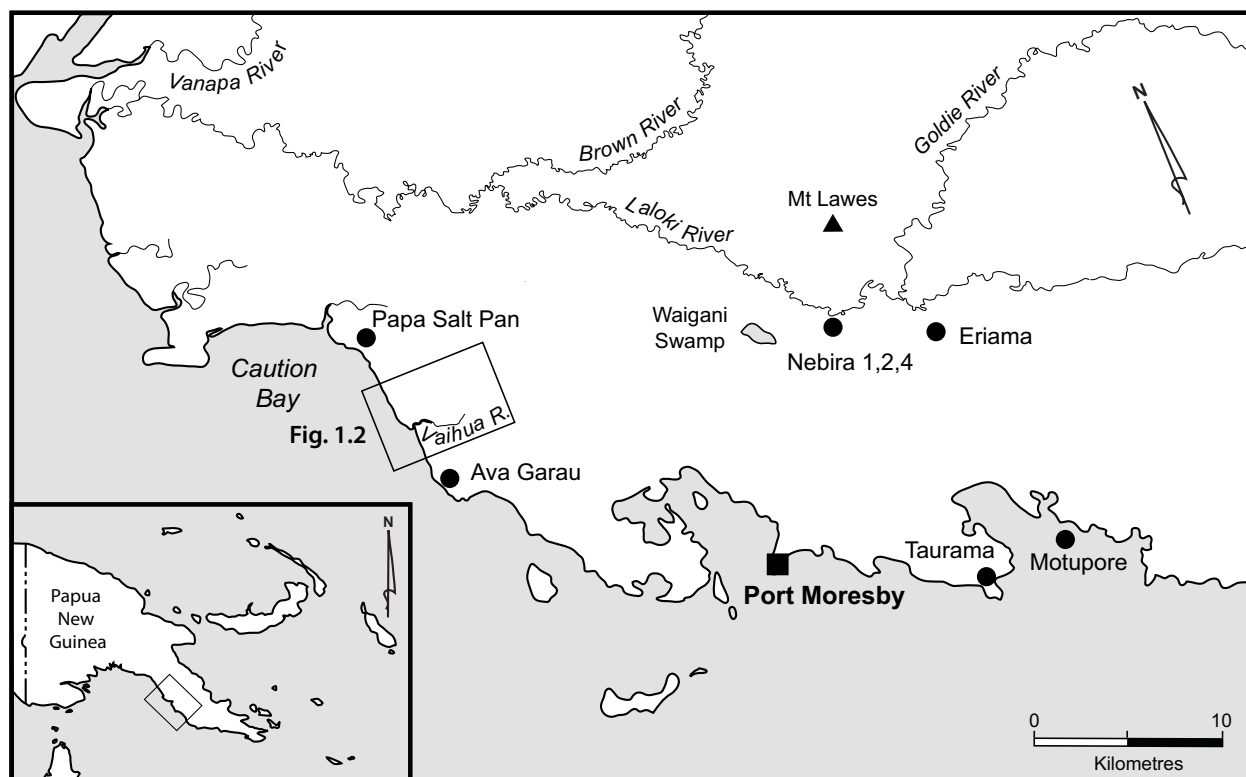 Vanapa River
Brown River
Goldie River
N
Mt Lawes
Laloki River
Papa Salt Pan
Waigani
Swamp
Nebira 1,2,4
Eriama
Caution
Bay
Fig. 1.2
Vaihua R.
Ava Garau
Taurama
Motupore
Port Moresby
N
Papua
New
Guinea
0 10
Kilometres